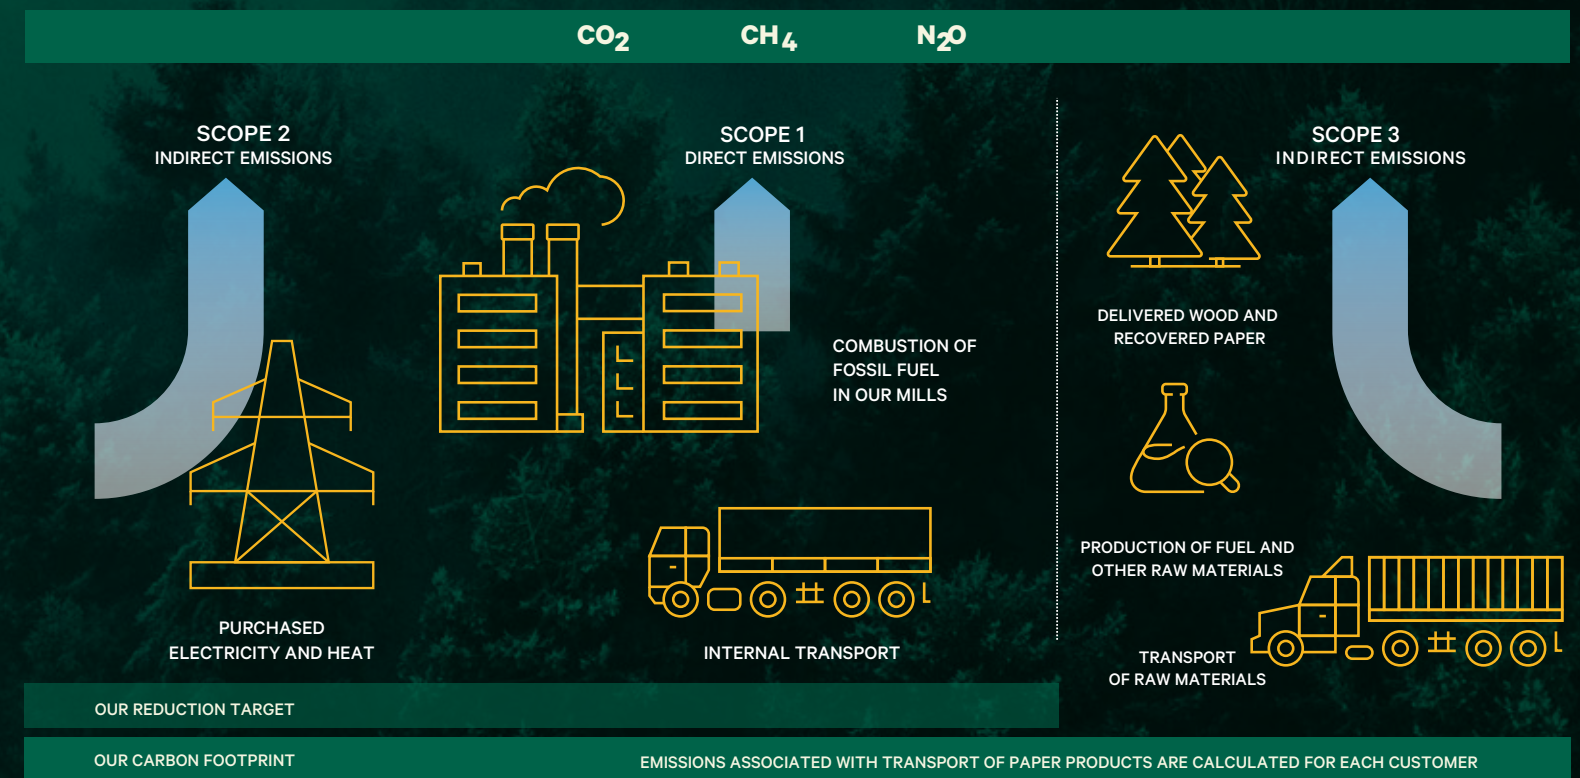 CO2 CH4 N2O
SCOPE 2
INDIRECT EMISSIONS
PURCHASED
ELECTRICITY AND HEAT
SCOPE 1
DIRECT EMISSIONS
COMBUSTION OF
FOSSIL FUEL
IN OUR MILLS
INTERNAL TRANSPORT
SCOPE 3
INDIRECT EMISSIONS
DELIVERED WOOD AND
RECOVERED PAPER
PRODUCTION OF FUEL AND
OTHER RAW MATERIALS
TRANSPORT
OF RAW MATERIALS
OUR REDUCTION TARGET
OUR CARBON FOOTPRINT
EMISSIONS ASSOCIATED WITH TRANSPORT OF PAPER PRODUCTS ARE CALCULATED FOR EACH CUSTOMER